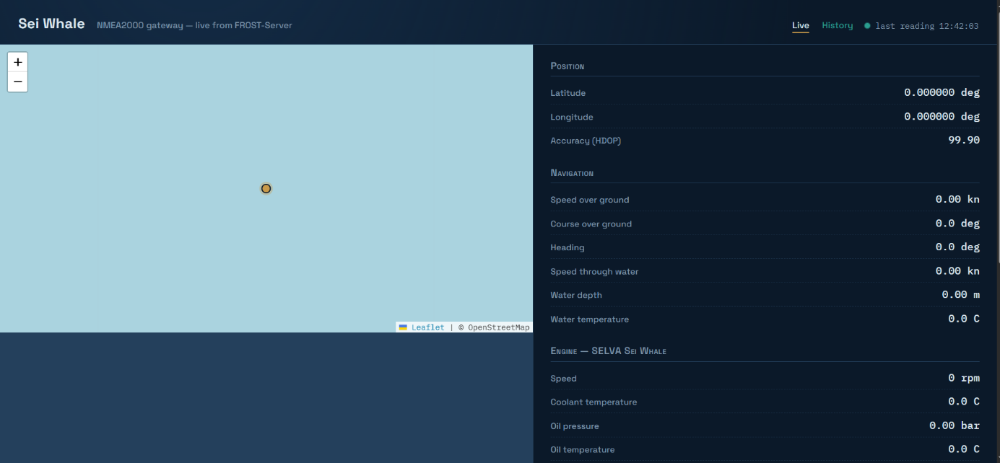 Sei Whale NMEA2000 gateway — live from FROST-Server
Live History last reading 12:42:03
+
−
Leaflet | © OpenStreetMap
Position
Latitude 0.000000 deg
Longitude 0.000000 deg
Accuracy (HDOP) 99.90
Navigation
Speed over ground 0.00 kn
Course over ground 0.0 deg
Heading 0.0 deg
Speed through water 0.00 kn
Water depth 0.00 m
Water temperature 0.0 C
Engine — SELVA Sei Whale
Speed 0 rpm
Coolant temperature 0.0 C
Oil pressure 0.00 bar
Oil temperature 0.0 C